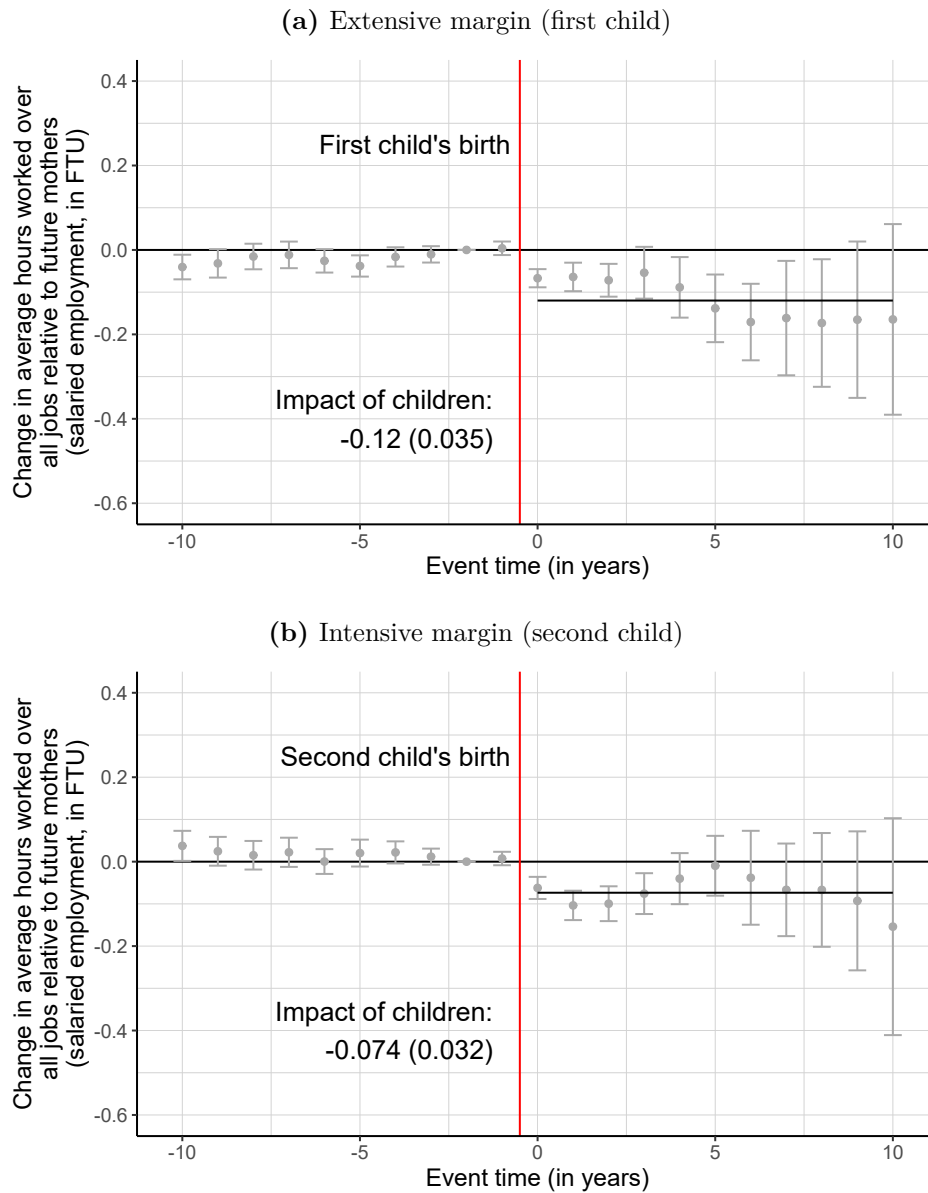 (a) Extensive margin (first child)
Change in average hours worked over
all jobs relative to future mothers
(salaried employment, in FTU)
0.4
0.2
0.0
-0.2
-0.4
-0.6
First child's birth
Impact of children:
-0.12 (0.035)
-10
-5
0
5
10
Event time (in years)
(b) Intensive margin (second child)
Change in average hours worked over
all jobs relative to future mothers
(salaried employment, in FTU)
0.4
0.2
0.0
-0.2
-0.4
-0.6
Second child's birth
Impact of children:
-0.074 (0.032)
-10
-5
0
5
10
Event time (in years)